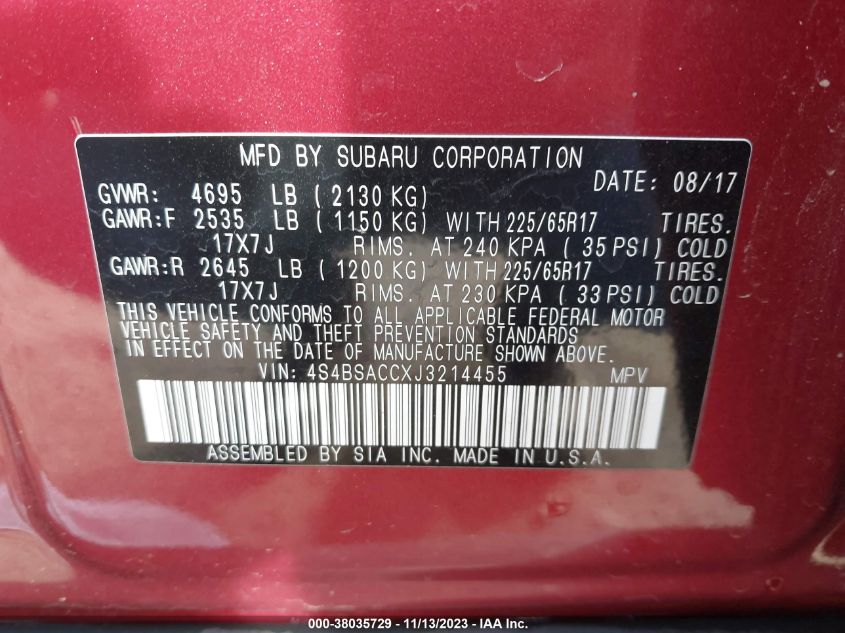 MFD BY SUBARU CORPORATION
DATE: 08/17
GVWR: 4695 LB ( 2130 KG)
GAWR:F 2535 LB ( 1150 KG) WITH 225/65R17 TIRES.
17X7J RIMS. AT 240 KPA ( 35 PSI) COLD
GAWR:R 2645 LB ( 1200 KG) WITH 225/65R17 TIRES.
17X7J RIMS. AT 230 KPA ( 33 PSI) COLD
THIS VEHICLE CONFORMS TO ALL APPLICABLE FEDERAL MOTOR
VEHICLE SAFETY AND THEFT PREVENTION STANDARDS
IN EFFECT ON THE DATE OF MANUFACTURE SHOWN ABOVE.
VIN: 4S4BSACCXJ3214455 MPV
ASSEMBLED BY SIA INC. MADE IN U.S.A.
000-38035729 - 11/13/2023 - IAA Inc.